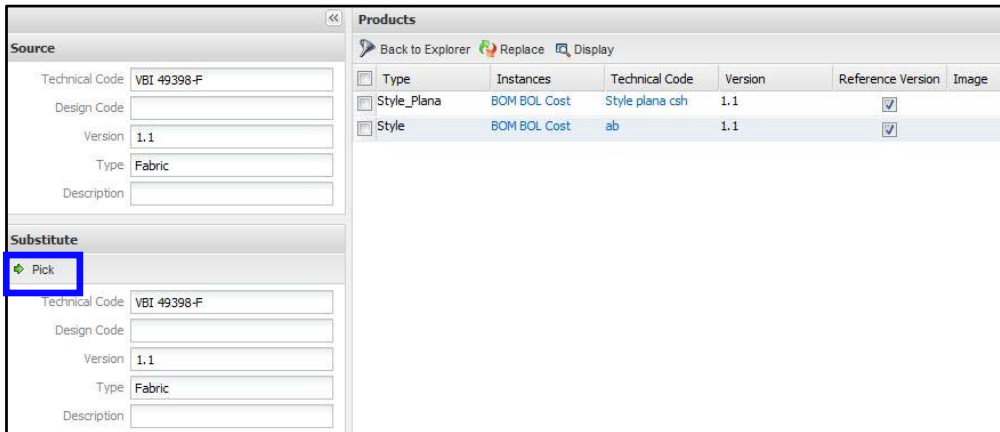 Source
Technical Code VBI 49398-F
Design Code
Version 1.1
Type Fabric
Description
Substitute
Pick
Technical Code VBI 49398-F
Design Code
Version 1.1
Type Fabric
Description
Products
Back to Explorer Replace Display
Type Instances Technical Code Version Reference Version Image
Style_Plana BOM BOL Cost Style plana csh 1.1
Style BOM BOL Cost ab 1.1